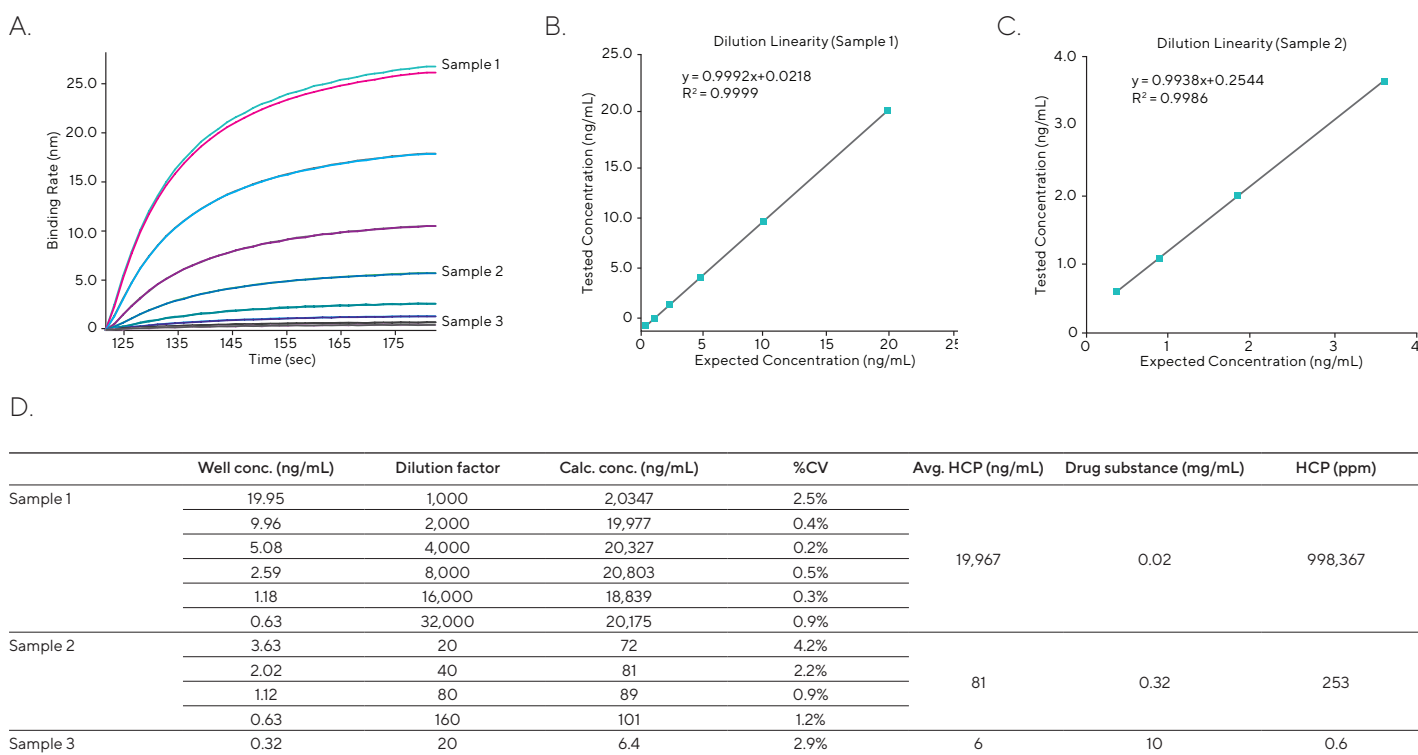 A.
Binding Rate (nm)
25.0
20.0
15.0
10.0
5.0
0
125 135 145 155 165 175
Time (sec)
Sample 1
Sample 2
Sample 3
B.
Dilution Linearity (Sample 1)
y = 0.9992x+0.0218
R² = 0.9999
Tested Concentration (ng/mL)
25.0
20.0
15.0
10.0
5.0
0
0 5 10 15 20 25
Expected Concentration (ng/mL)
C.
Dilution Linearity (Sample 2)
y = 0.9938x+0.2544
R² = 0.9986
Tested Concentration (ng/mL)
4.0
3.0
2.0
1.0
0
0 1 2 3 4
Expected Concentration (ng/mL)
D.
Well conc. (ng/mL) Dilution factor Calc. conc. (ng/mL) %CV Avg. HCP (ng/mL) Drug substance (mg/mL) HCP (ppm)
Sample 1 19.95 1,000 2,0347 2.5%
9.96 2,000 19,977 0.4%
5.08 4,000 20,327 0.2%
19,967 0.02 998,367
2.59 8,000 20,803 0.5%
1.18 16,000 18,839 0.3%
0.63 32,000 20,175 0.9%
Sample 2 3.63 20 72 4.2%
2.02 40 81 2.2%
81 0.32 253
1.12 80 89 0.9%
0.63 160 101 1.2%
Sample 3 0.32 20 6.4 2.9% 6 10 0.6